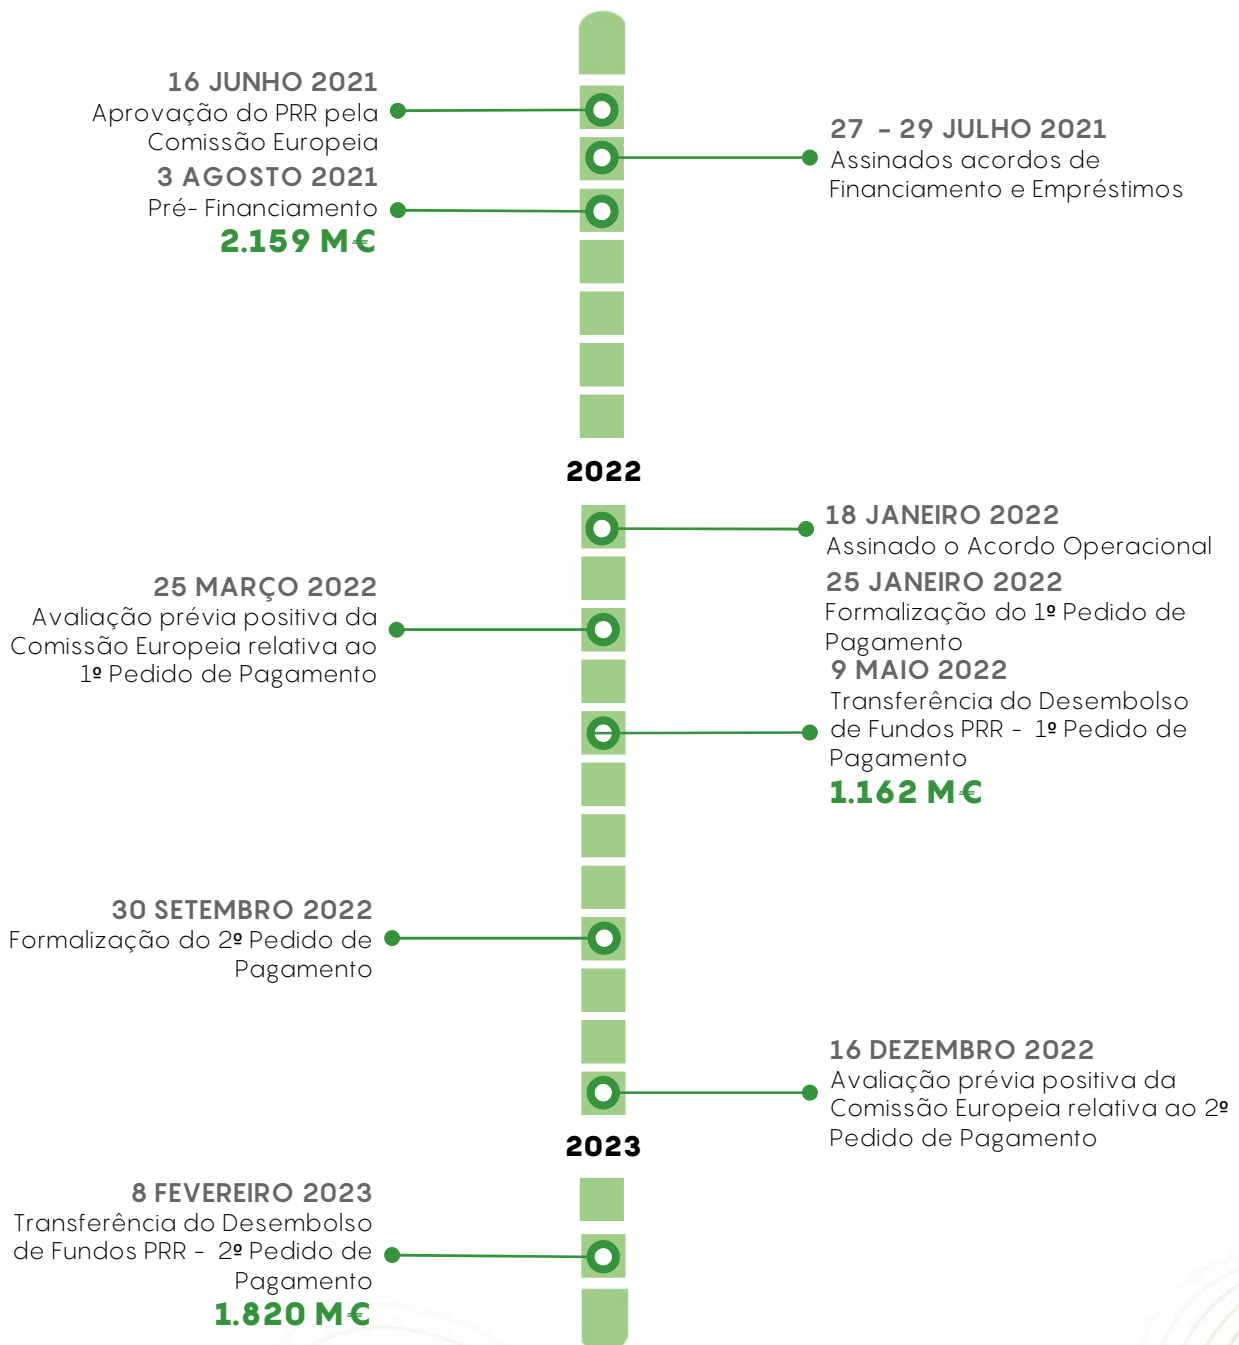 16 JUNHO 2021
Aprovação do PRR pela
Comissão Europeia
27 - 29 JULHO 2021
Assinados acordos de
Financiamento e Empréstimos
3 AGOSTO 2021
Pré- Financiamento
2.159 M€
2022
18 JANEIRO 2022
Assinado o Acordo Operacional
25 JANEIRO 2022
Formalização do 1º Pedido de
Pagamento
25 MARÇO 2022
Avaliação prévia positiva da
Comissão Europeia relativa ao
1º Pedido de Pagamento
9 MAIO 2022
Transferência do Desembolso
de Fundos PRR - 1º Pedido de
Pagamento
1.162 M€
30 SETEMBRO 2022
Formalização do 2º Pedido de
Pagamento
16 DEZEMBRO 2022
Avaliação prévia positiva da
Comissão Europeia relativa ao 2º
Pedido de Pagamento
2023
8 FEVEREIRO 2023
Transferência do Desembolso
de Fundos PRR - 2º Pedido de
Pagamento
1.820 M€